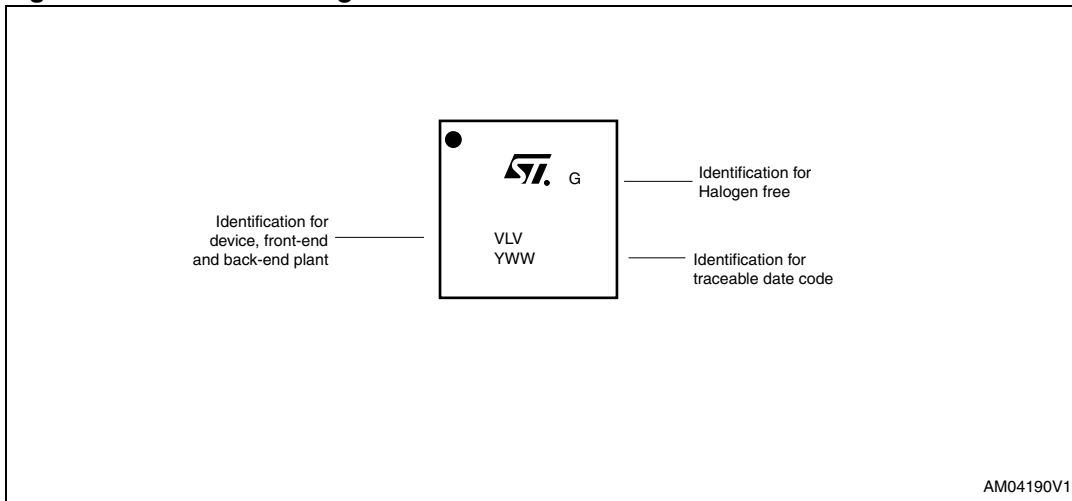 ST. G
Identification for
Halogen free
Identification for
device, front-end
and back-end plant
VLV
YWW
Identification for
traceable date code
AM04190V1